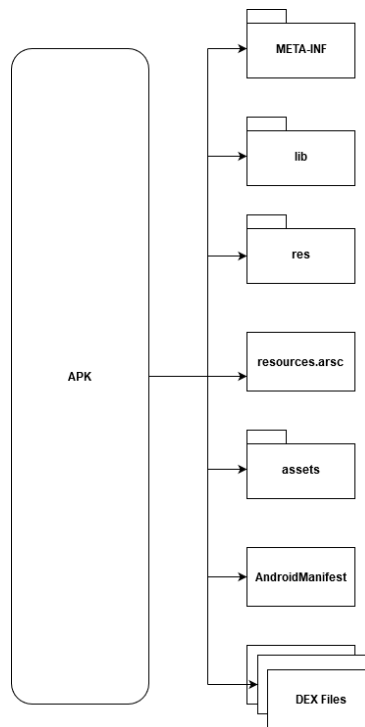 META-INF
lib
res
resources.arsc
APK
assets
AndroidManifest
DEX Files